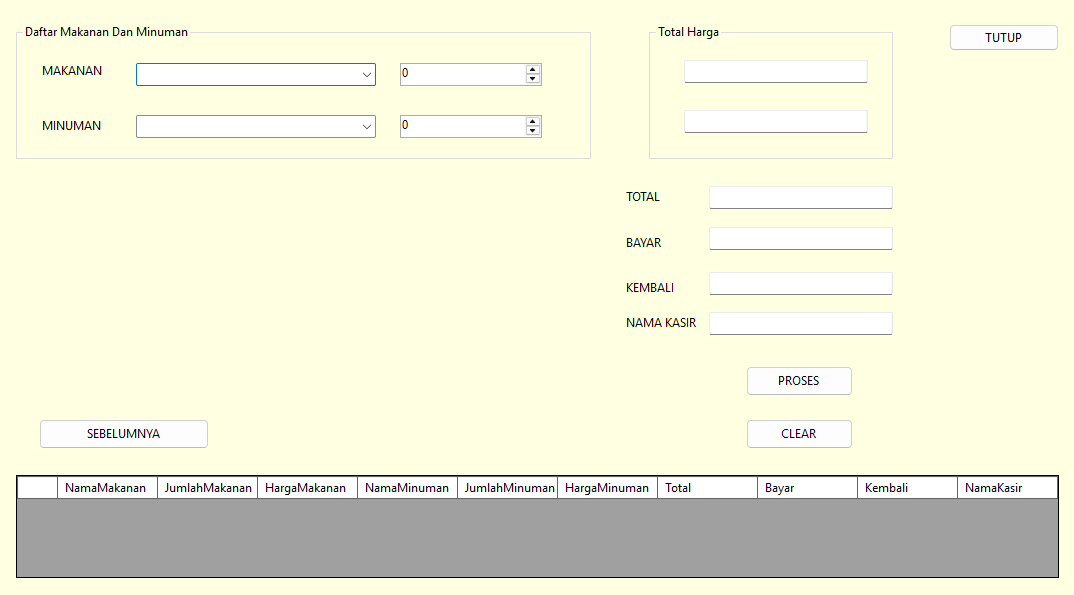 Daftar Makanan Dan Minuman
MAKANAN
0
MINUMAN
0
Total Harga
TUTUP
TOTAL
BAYAR
KEMBALI
NAMA KASIR
PROSES
SEBELUMNYA
CLEAR
NamaMakanan JumlahMakanan HargaMakanan NamaMinuman JumlahMinuman HargaMinuman Total Bayar Kembali NamaKasir